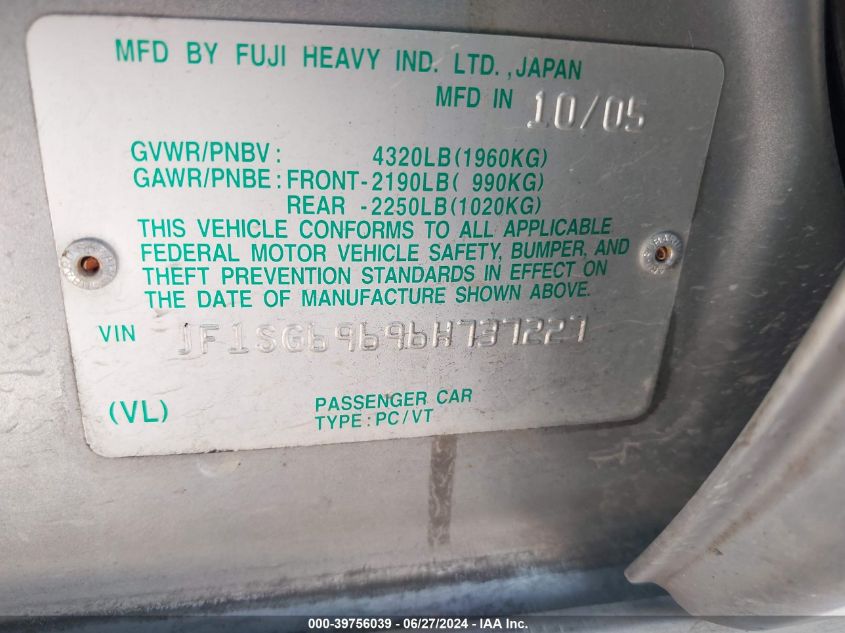 MFD BY FUJI HEAVY IND. LTD. ,JAPAN
MFD IN 10/05
GVWR/PNBV : 4320LB(1960KG)
GAWR/PNBE : FRONT-2190LB( 990KG)
REAR -2250LB(1020KG)
THIS VEHICLE CONFORMS TO ALL APPLICABLE
FEDERAL MOTOR VEHICLE SAFETY, BUMPER, AND
THEFT PREVENTION STANDARDS IN EFFECT ON
THE DATE OF MANUFACTURE SHOWN ABOVE.
VIN JF1SG69696H737227
(VL)
PASSENGER CAR
TYPE : PC/VT
000-39756039 - 06/27/2024 - IAA Inc.